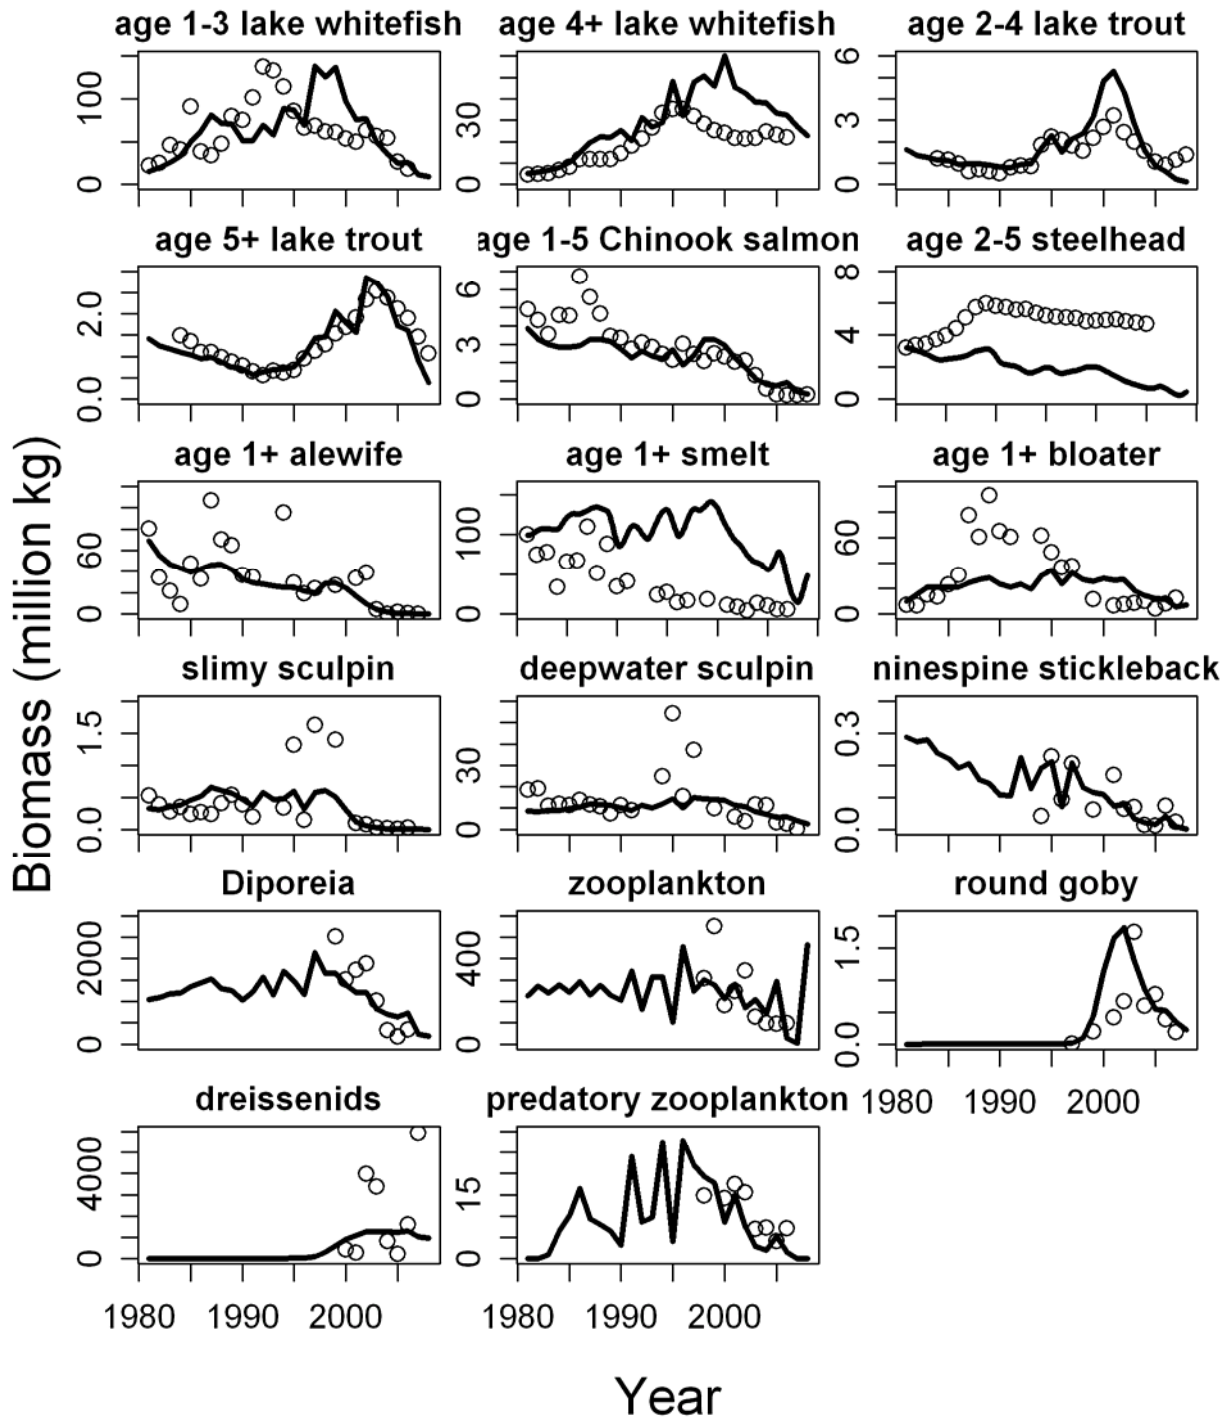 age 1-3 lake whitefish
age 4+ lake whitefish
age 2-4 lake trout
0 100
0 30
0 3 6
age 5+ lake trout
age 1-5 Chinook salmon
age 2-5 steelhead
0.0 2.0
0 3 6
0 4 8
age 1+ alewife
age 1+ smelt
age 1+ bloater
0 60
0 100
0 60
slimy sculpin
deepwater sculpin
ninespine stickleback
0.0 1.5
0 30
0.0 0.3
Diporeia
zooplankton
round goby
0 2000
0 400
0.0 1.5
1980 1990 2000
dreissenids
predatory zooplankton
0 4000
0 15
1980 1990 2000
1980 1990 2000
Biomass (million kg)
Year